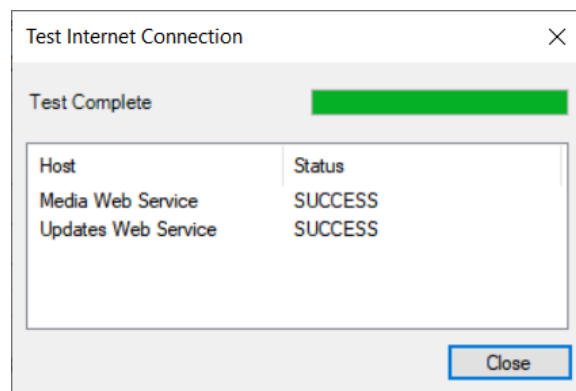 Test Internet Connection
Test Complete
Host Status
Media Web Service SUCCESS
Updates Web Service SUCCESS
Close